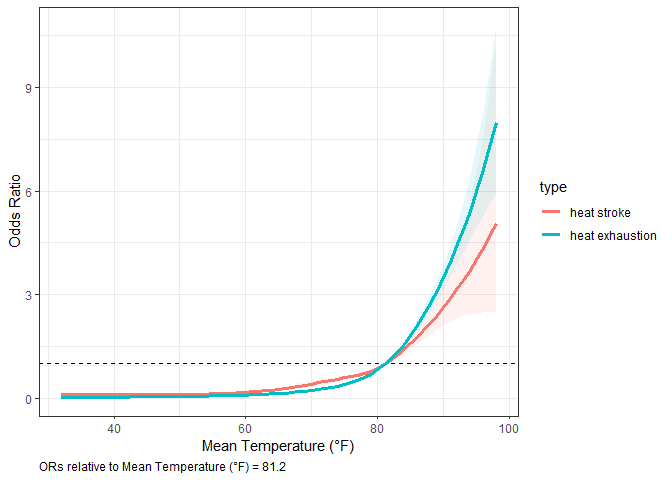 Odds Ratio
9
6
3
0
40
60
80
100
Mean Temperature (°F)
ORs relative to Mean Temperature (°F) = 81.2
type
heat stroke
heat exhaustion